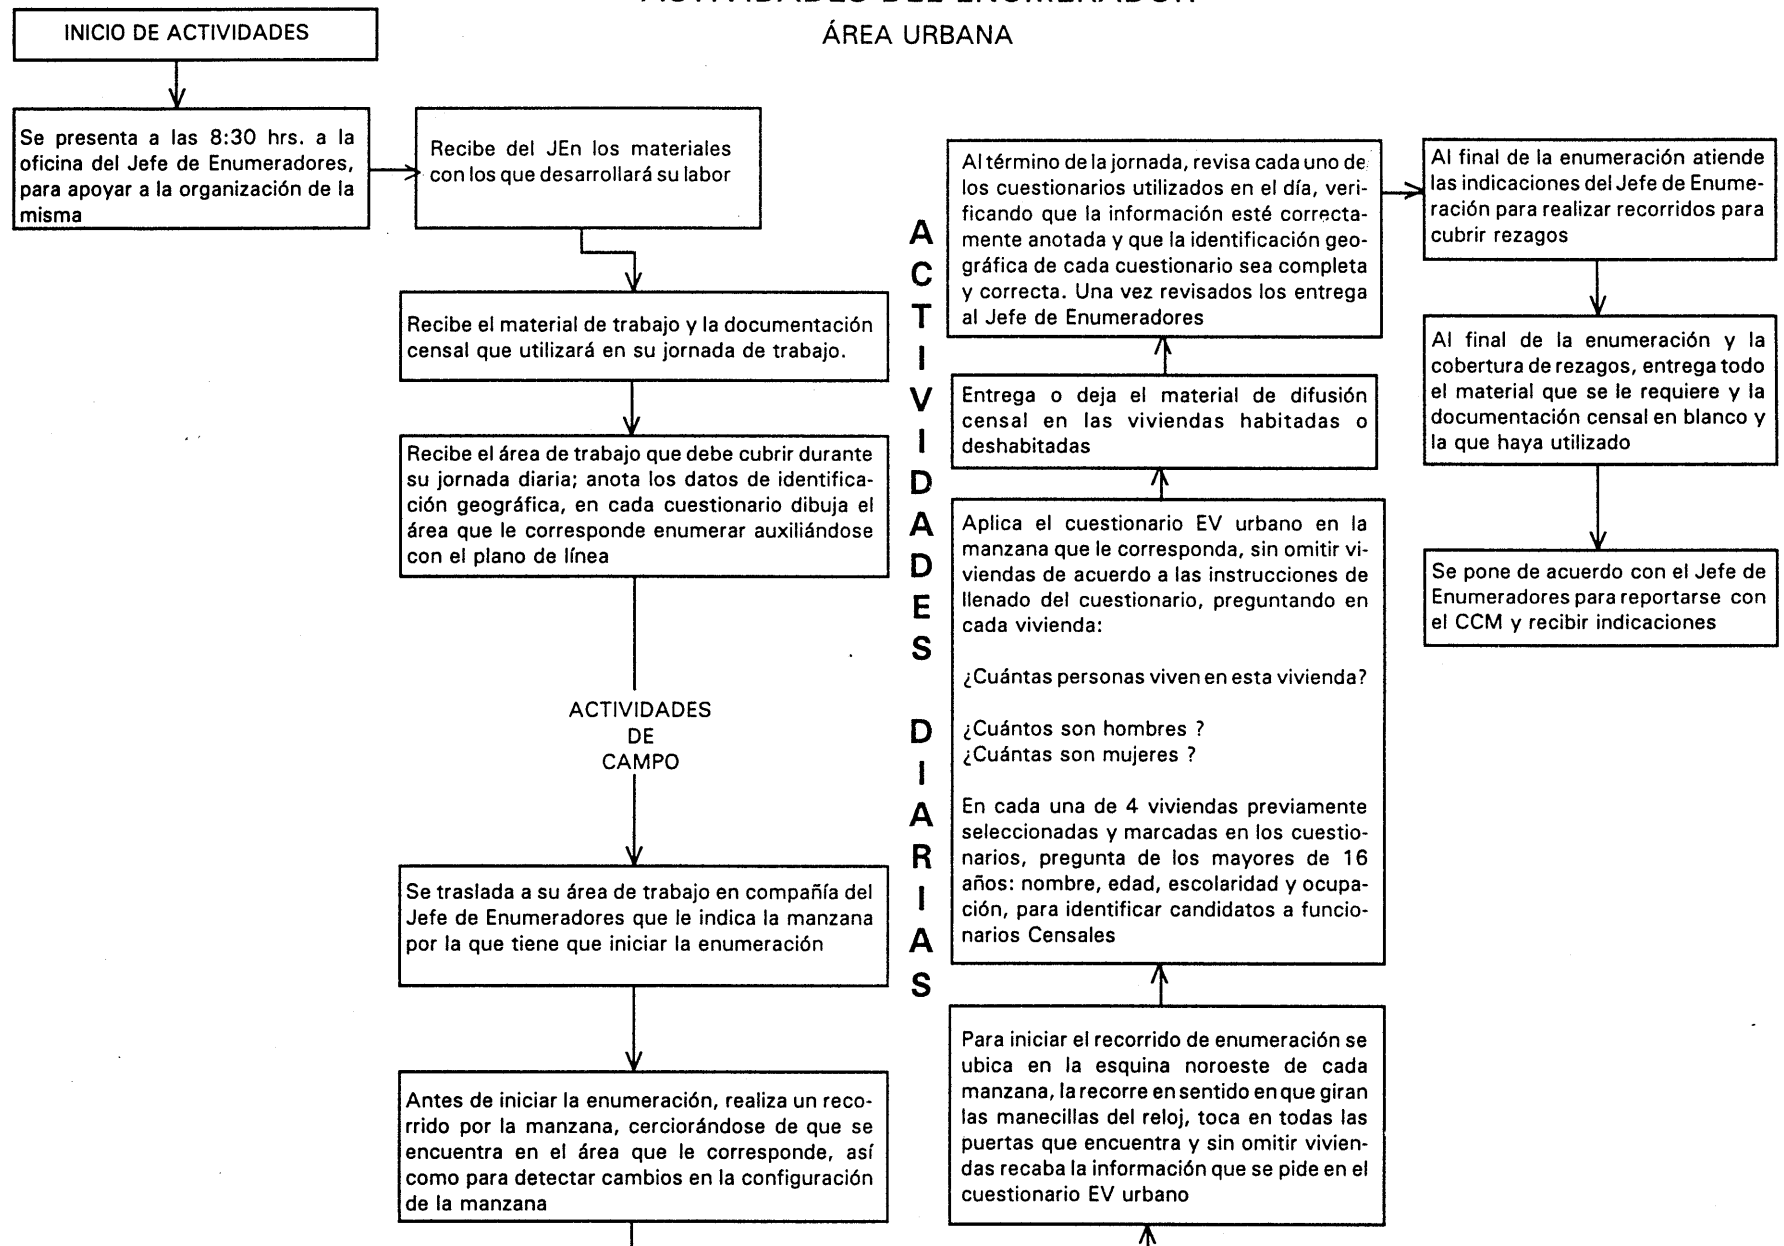 ÁREA URBANA
INICIO DE ACTIVIDADES
Se presenta a las 8:30 hrs. a la
oficina del Jefe de Enumeradores,
para apoyar a la organización de la
misma
Recibe del JEn los materiales
con los que desarrollará su labor
Recibe el material de trabajo y la documentación
censal que utilizará en su jornada de trabajo.
Recibe el área de trabajo que debe cubrir durante
su jornada diaria; anota los datos de identifica-
ción geográfica, en cada cuestionario dibuja el
área que le corresponde enumerar auxiliándose
con el plano de línea
ACTIVIDADES
DE
CAMPO
Se traslada a su área de trabajo en compañía del
Jefe de Enumeradores que le indica la manzana
por la que tiene que iniciar la enumeración
Antes de iniciar la enumeración, realiza un reco-
rrido por la manzana, cerciorándose de que se
encuentra en el área que le corresponde, así
como para detectar cambios en la configuración
de la manzana
ACTIVIDADES DIARIAS
Para iniciar el recorrido de enumeración se
ubica en la esquina noroeste de cada
manzana, la recorre en sentido en que giran
las manecillas del reloj, toca en todas las
puertas que encuentra y sin omitir vivien-
das recaba la información que se pide en el
cuestionario EV urbano
Aplica el cuestionario EV urbano en la
manzana que le corresponda, sin omitir vi-
viendas de acuerdo a las instrucciones de
llenado del cuestionario, preguntando en
cada vivienda:
¿Cuántas personas viven en esta vivienda?
¿Cuántos son hombres ?
¿Cuántas son mujeres ?
En cada una de 4 viviendas previamente
seleccionadas y marcadas en los cuestio-
narios, pregunta de los mayores de 16
años: nombre, edad, escolaridad y ocupa-
ción, para identificar candidatos a funcio-
narios Censales
Entrega o deja el material de difusión
censal en las viviendas habitadas o
deshabitadas
Al término de la jornada, revisa cada uno de
los cuestionarios utilizados en el día, veri-
ficando que la información esté correcta-
mente anotada y que la identificación geo-
gráfica de cada cuestionario sea completa
y correcta. Una vez revisados los entrega
al Jefe de Enumeradores
Al final de la enumeración atiende
las indicaciones del Jefe de Enume-
ración para realizar recorridos para
cubrir rezagos
Al final de la enumeración y la
cobertura de rezagos, entrega todo
el material que se le requiere y la
documentación censal en blanco y
la que haya utilizado
Se pone de acuerdo con el Jefe de
Enumeradores para reportarse con
el CCM y recibir indicaciones